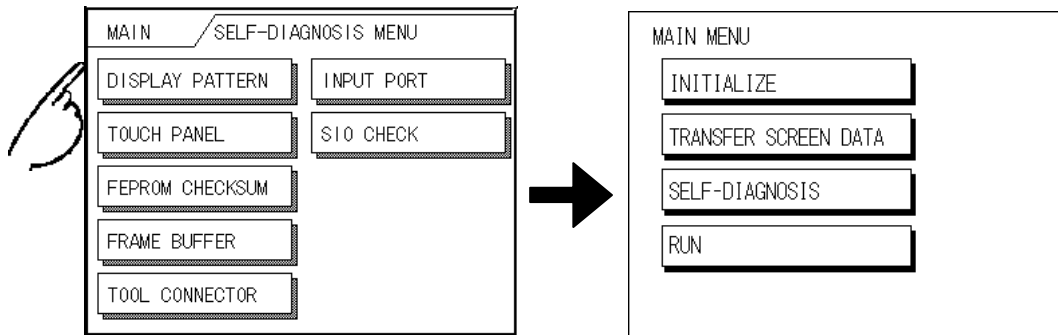 MAIN
SELF-DIAGNOSIS MENU
DISPLAY PATTERN
INPUT PORT
TOUCH PANEL
SIO CHECK
FEPROM CHECKSUM
FRAME BUFFER
TOOL CONNECTOR
MAIN MENU
INITIALIZE
TRANSFER SCREEN DATA
SELF-DIAGNOSIS
RUN